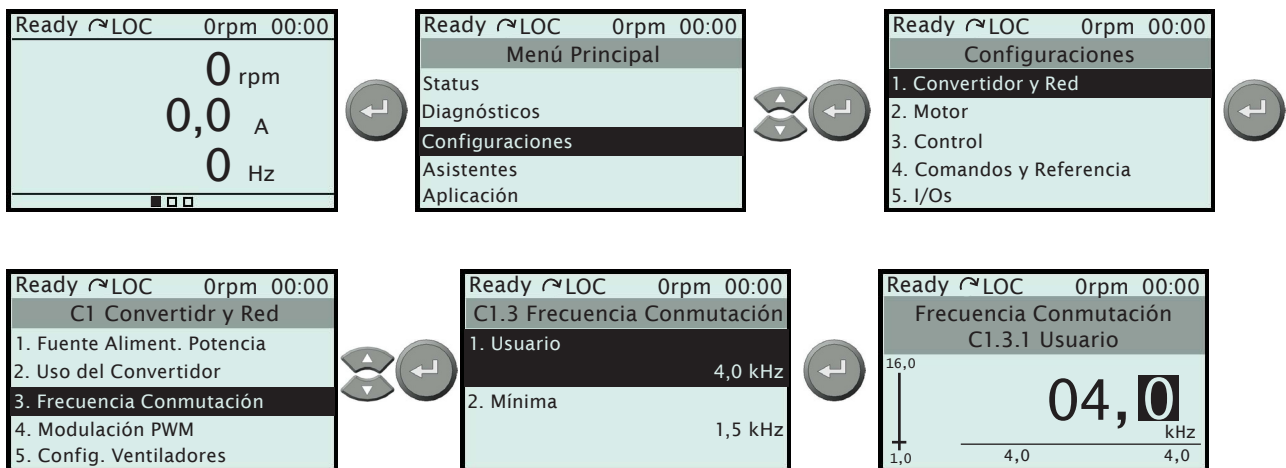 Ready LOC 0rpm 00:00
0 rpm
0,0 A
0 Hz
Ready LOC 0rpm 00:00
Menú Principal
Status
Diagnósticos
Configuraciones
Asistentes
Aplicación
Ready LOC 0rpm 00:00
Configuraciones
1. Convertidor y Red
2. Motor
3. Control
4. Comandos y Referencia
5. I/Os
Ready LOC 0rpm 00:00
C1 Convertidr y Red
1. Fuente Aliment. Potencia
2. Uso del Convertidor
3. Frecuencia Conmutación
4. Modulación PWM
5. Config. Ventiladores
Ready LOC 0rpm 00:00
C1.3 Frecuencia Conmutación
1. Usuario
4,0 kHz
2. Mínima
1,5 kHz
Ready LOC 0rpm 00:00
Frecuencia Conmutación
C1.3.1 Usuario
16,0
04,0
kHz
1,0 4,0 4,0